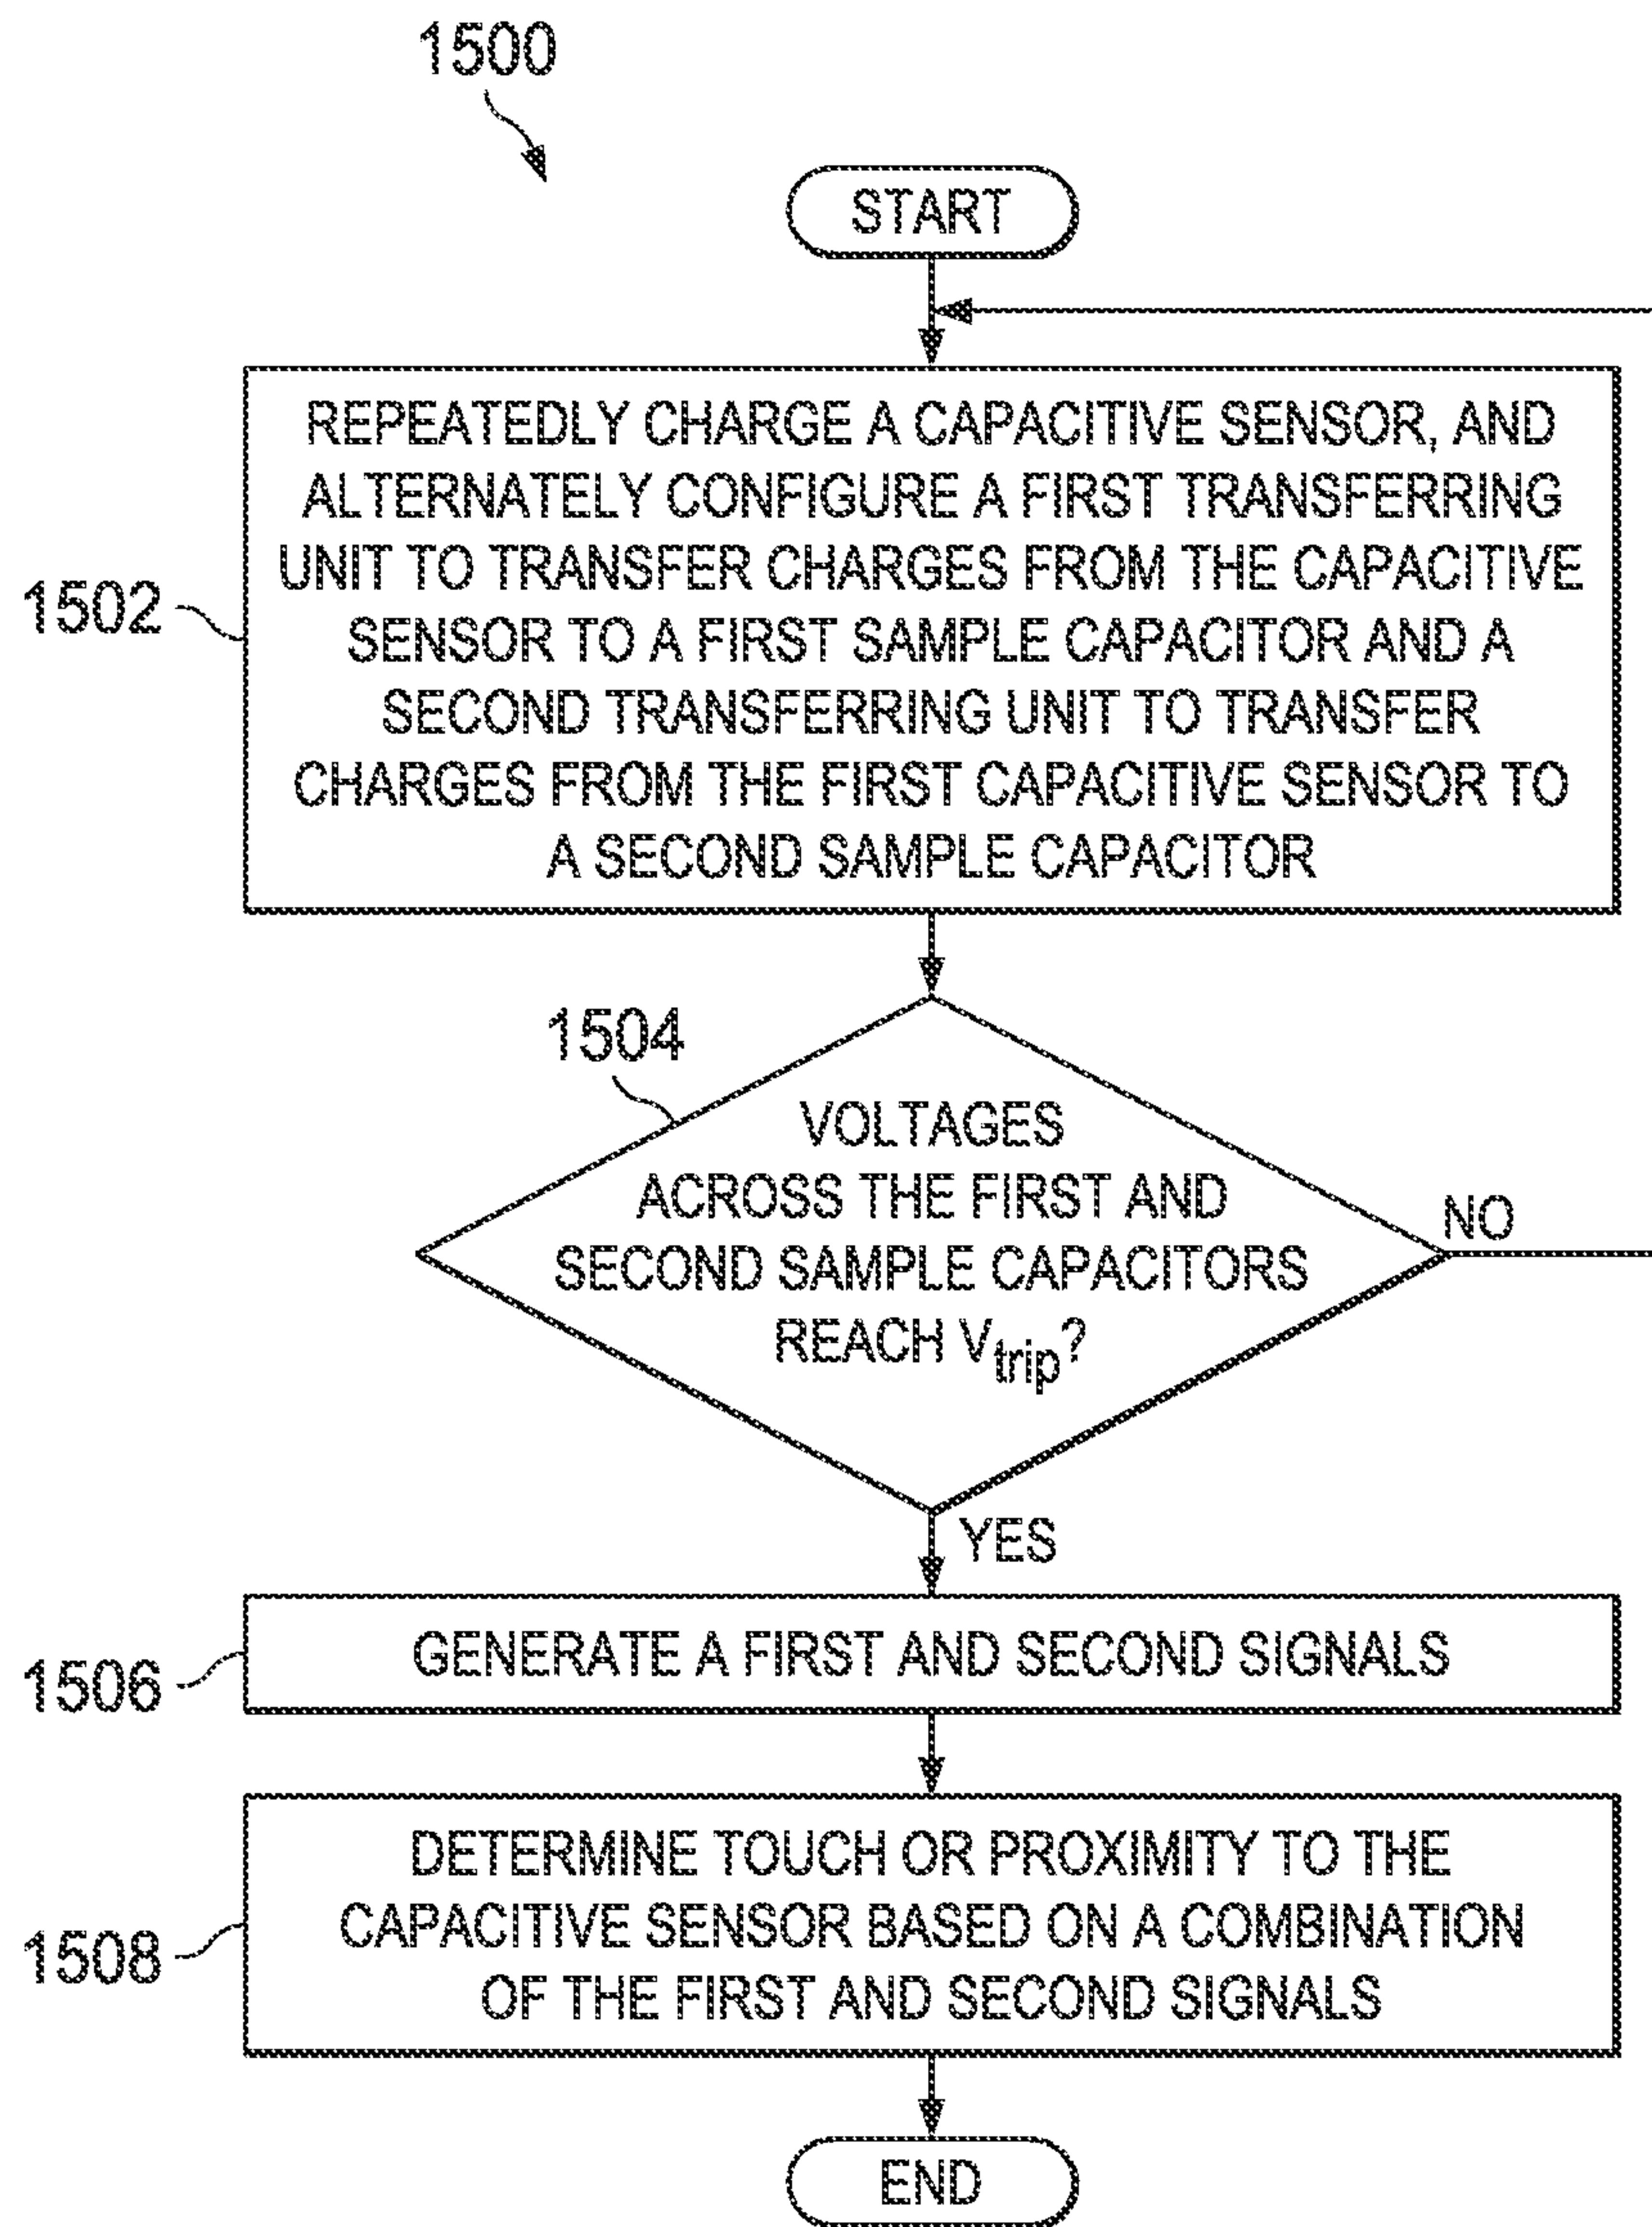 1500
START
1502
REPEATEDLY CHARGE A CAPACITIVE SENSOR, AND
ALTERNATELY CONFIGURE A FIRST TRANSFERRING
UNIT TO TRANSFER CHARGES FROM THE CAPACITIVE
SENSOR TO A FIRST SAMPLE CAPACITOR AND A
SECOND TRANSFERRING UNIT TO TRANSFER
CHARGES FROM THE FIRST CAPACITIVE SENSOR TO
A SECOND SAMPLE CAPACITOR
1504
VOLTAGES
ACROSS THE FIRST AND
SECOND SAMPLE CAPACITORS
REACH Vtrip?
NO
YES
1506
GENERATE A FIRST AND SECOND SIGNALS
1508
DETERMINE TOUCH OR PROXIMITY TO THE
CAPACITIVE SENSOR BASED ON A COMBINATION
OF THE FIRST AND SECOND SIGNALS
END